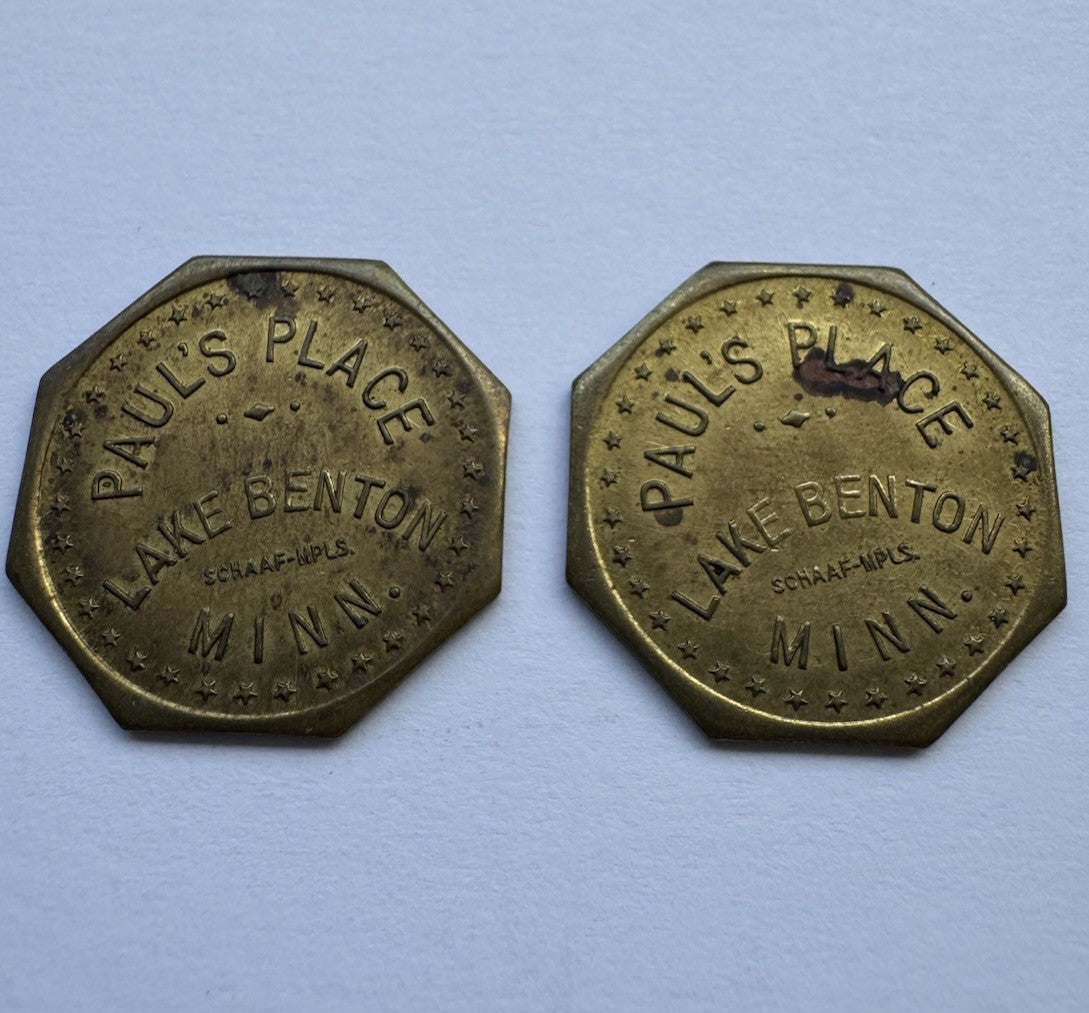 PAUL'S PLACE
LAKE BENTON
SCHAAF-MPLS.
MINN.
PAUL'S PLACE
LAKE BENTON
SCHAAF-MPLS.
MINN.